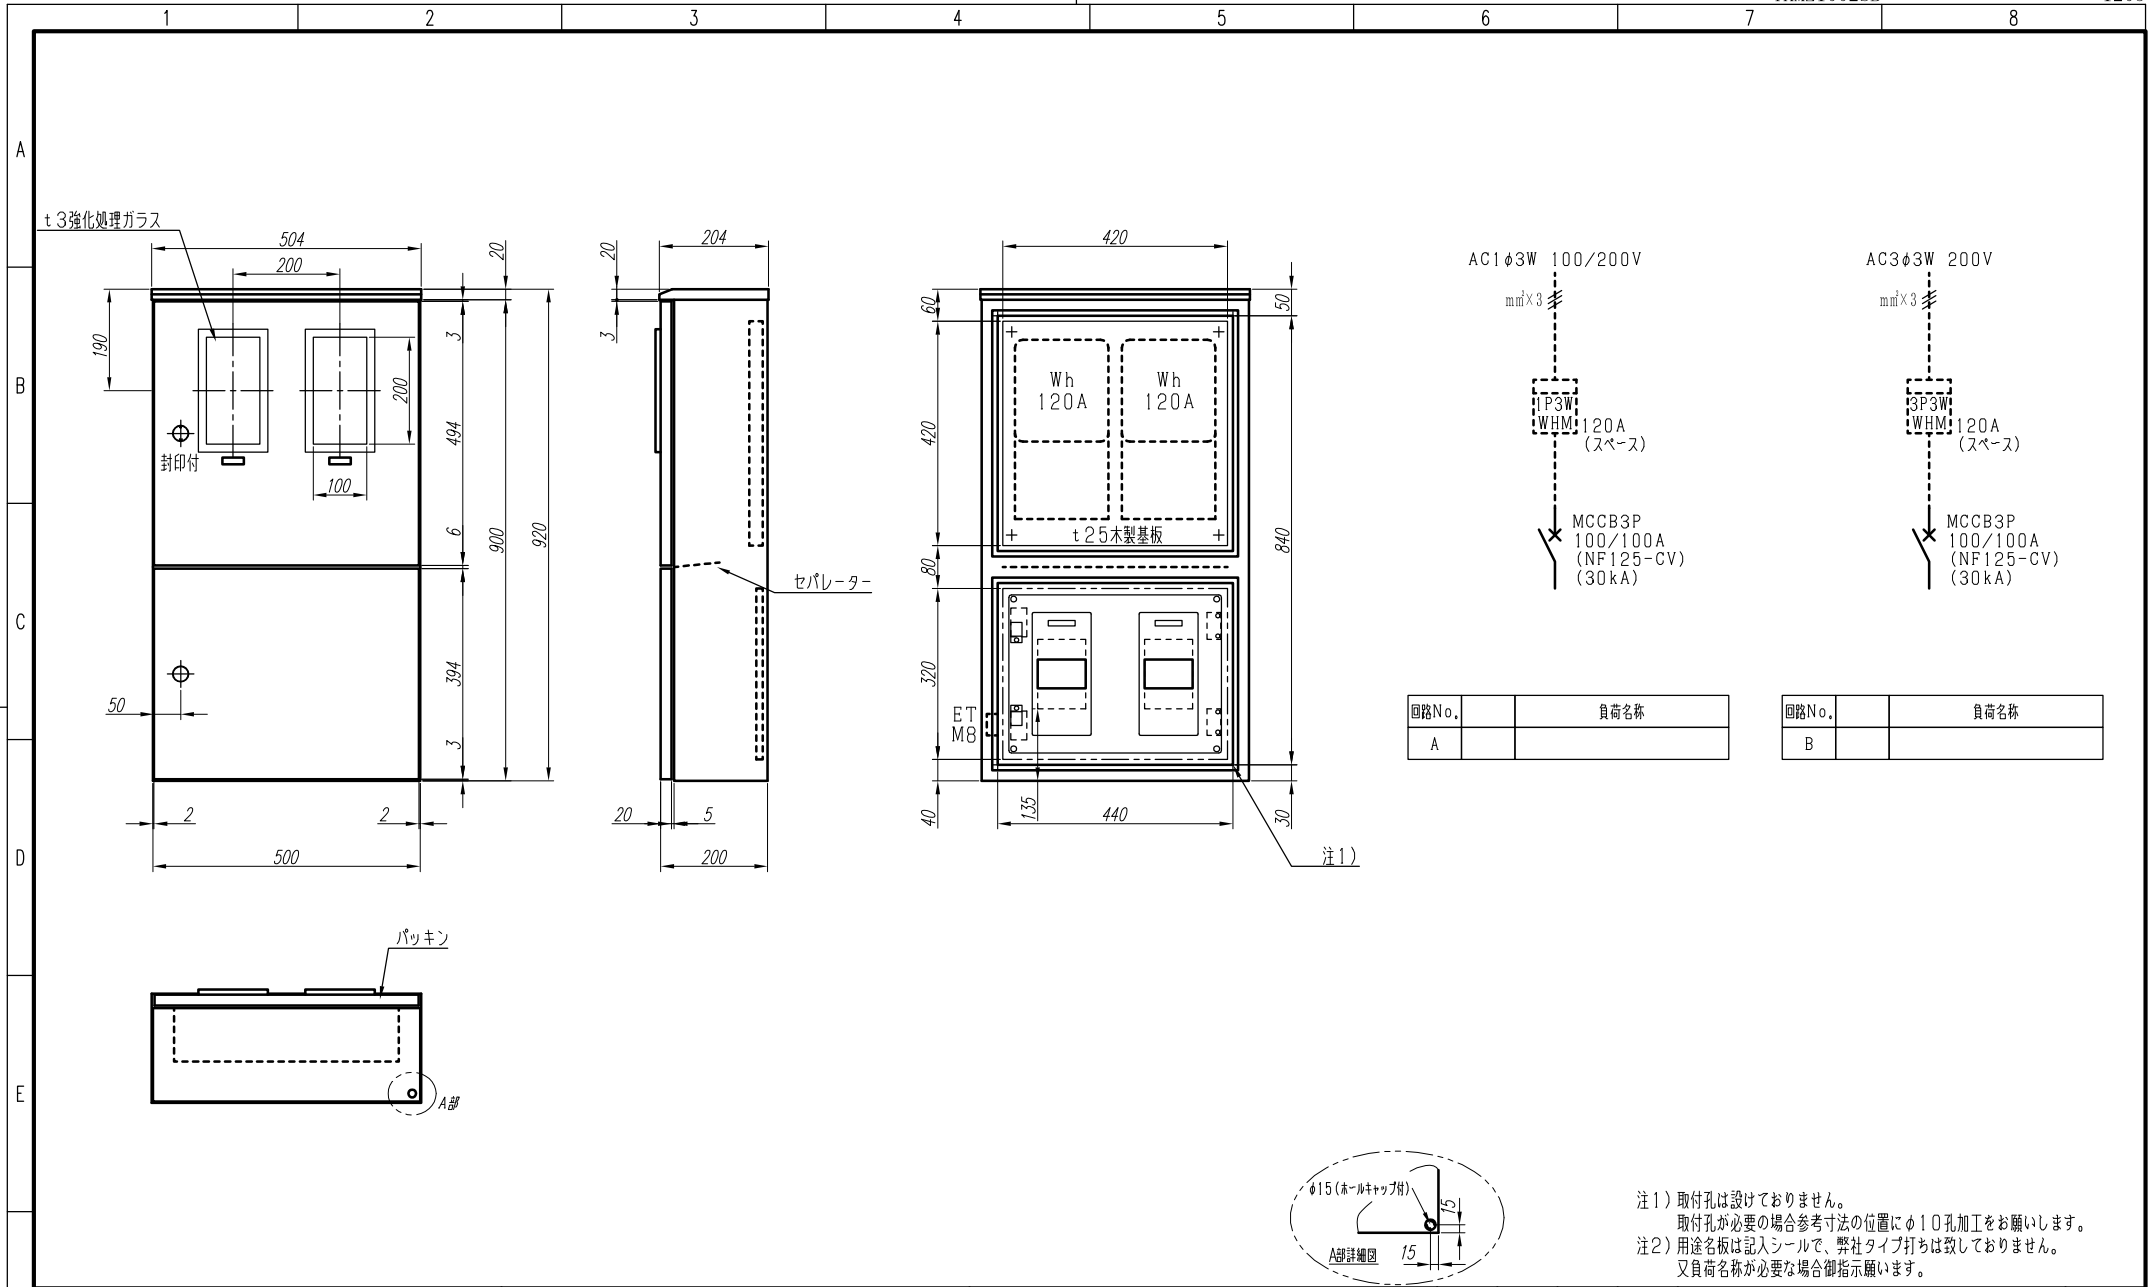 1 2 3 4 5 6 7 8
A
B
C
D
E
t3強化処理ガラス
504
200
20
190
3
200
494
封印付
100
6
900
920
394
50
3
2
2
500
20
204
3
セパレーター
20
5
200
420
60
50
Wh
120A
Wh
120A
420
t25木製基板
840
80
320
ET
M8
135
40
440
30
注1)
AC1φ3W 100/200V
mm²×3
1P3W
WHM
120A
(スペース)
MCCB3P
100/100A
(NF125-CV)
(30kA)
回路No. 負荷名称
A
AC3φ3W 200V
mm²×3
3P3W
WHM
120A
(スペース)
MCCB3P
100/100A
(NF125-CV)
(30kA)
回路No. 負荷名称
B
パッキン
A部
φ15(ホールキャップ付)
15
A部詳細図
15
注1)取付孔は設けておりません。
取付孔が必要の場合参考寸法の位置にφ10孔加工をお願いします。
注2)用途名板は記入シールで、弊社タイプ打ちは致しておりません。
又負荷名称が必要な場合御指示願います。